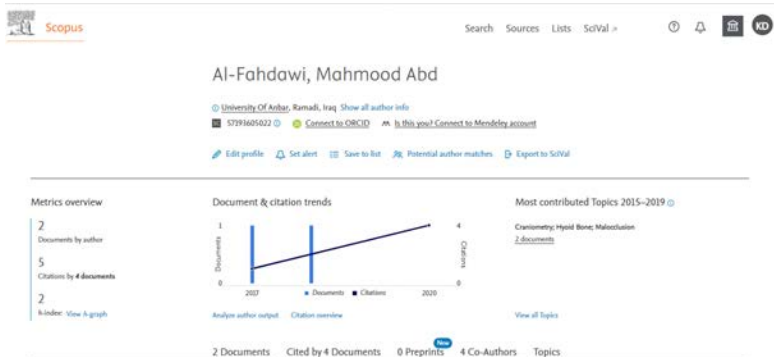 Scopus
Search Sources Lists SciVal
KD
Al-Fahdawi, Mahmood Abd
University Of Anbar, Ramadi, Iraq Show all author info
57193605022 Connect to ORCID Is this you? Connect to Mendeley account
Edit profile Set alert Save to list Potential author matches Export to SciVal
Metrics overview
2
Documents by author
5
Citations by 4 documents
2
h-index: View h-graph
Document & citation trends
1
0
Documents
4
0
Citations
2017
2020
Documents Citations
Analyze author output Citation overview
Most contributed Topics 2015–2019
Craniometry; Hyoid Bone; Malocclusion
2 documents
View all Topics
New
2 Documents Cited by 4 Documents 0 Preprints 4 Co-Authors Topics